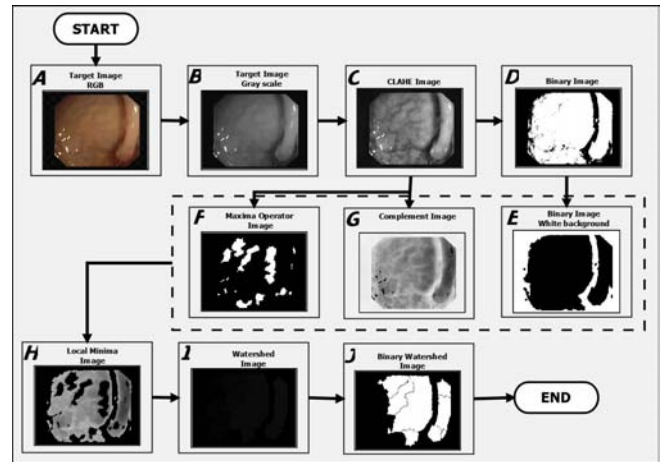 START
A
Target Image
RGB
B
Target Image
Gray scale
C
CLAHE Image
D
Binary Image
F
Maxima Operator
Image
G
Complement Image
E
Binary Image
White background
H
Local Minima
Image
I
Watershed
Image
J
Binary Watershed
Image
END